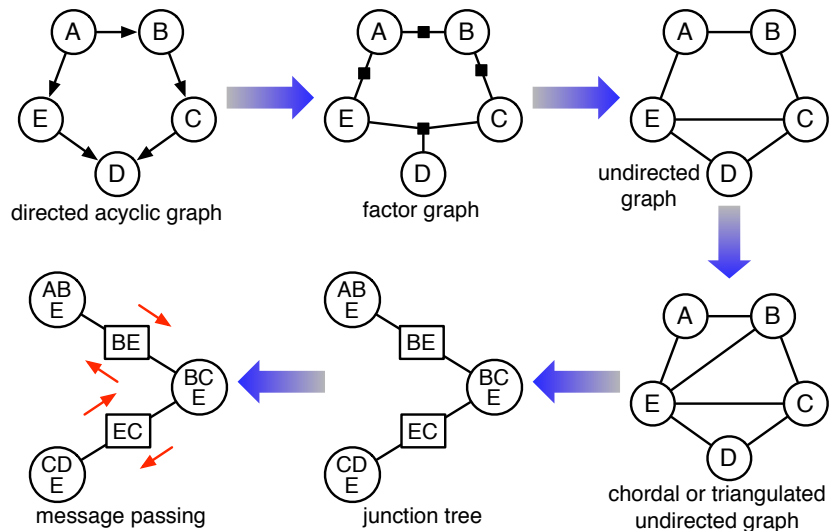 A B
E C
D
directed acyclic graph
A B
E C
D
factor graph
A B
E C
D
undirected
graph
AB
E
BE
BC
E
EC
CD
E
message passing
AB
E
BE
BC
E
EC
CD
E
junction tree
A B
E C
D
chordal or triangulated
undirected graph